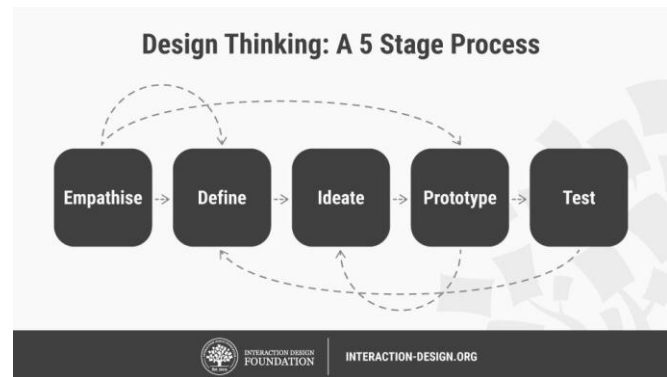 Design Thinking: A 5 Stage Process
Empathise
Define
Ideate
Prototype
Test
INTERACTION DESIGN
FOUNDATION
INTERACTION-DESIGN.ORG